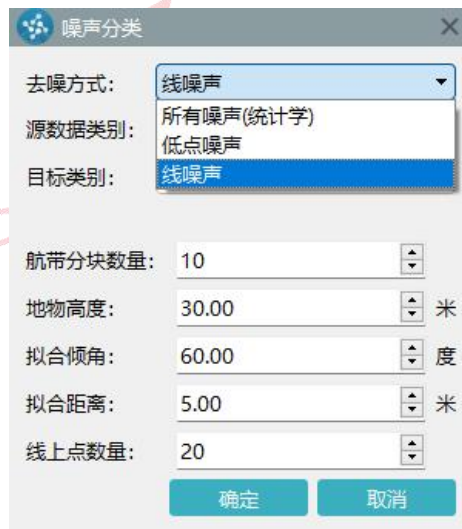 噪声分类
去噪方式： 线噪声
源数据类别： 所有噪声(统计学)
低点噪声
目标类别： 线噪声
航带分块数量： 10
地物高度： 30.00 米
拟合倾角： 60.00 度
拟合距离： 5.00 米
线上点数量： 20
确定 取消